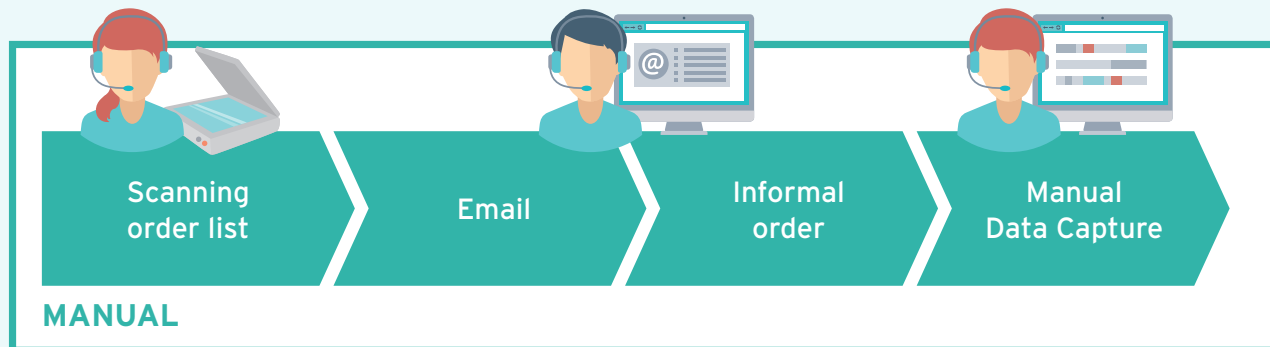 @
Scanning
order list
Email
Informal
order
Manual
Data Capture
MANUAL